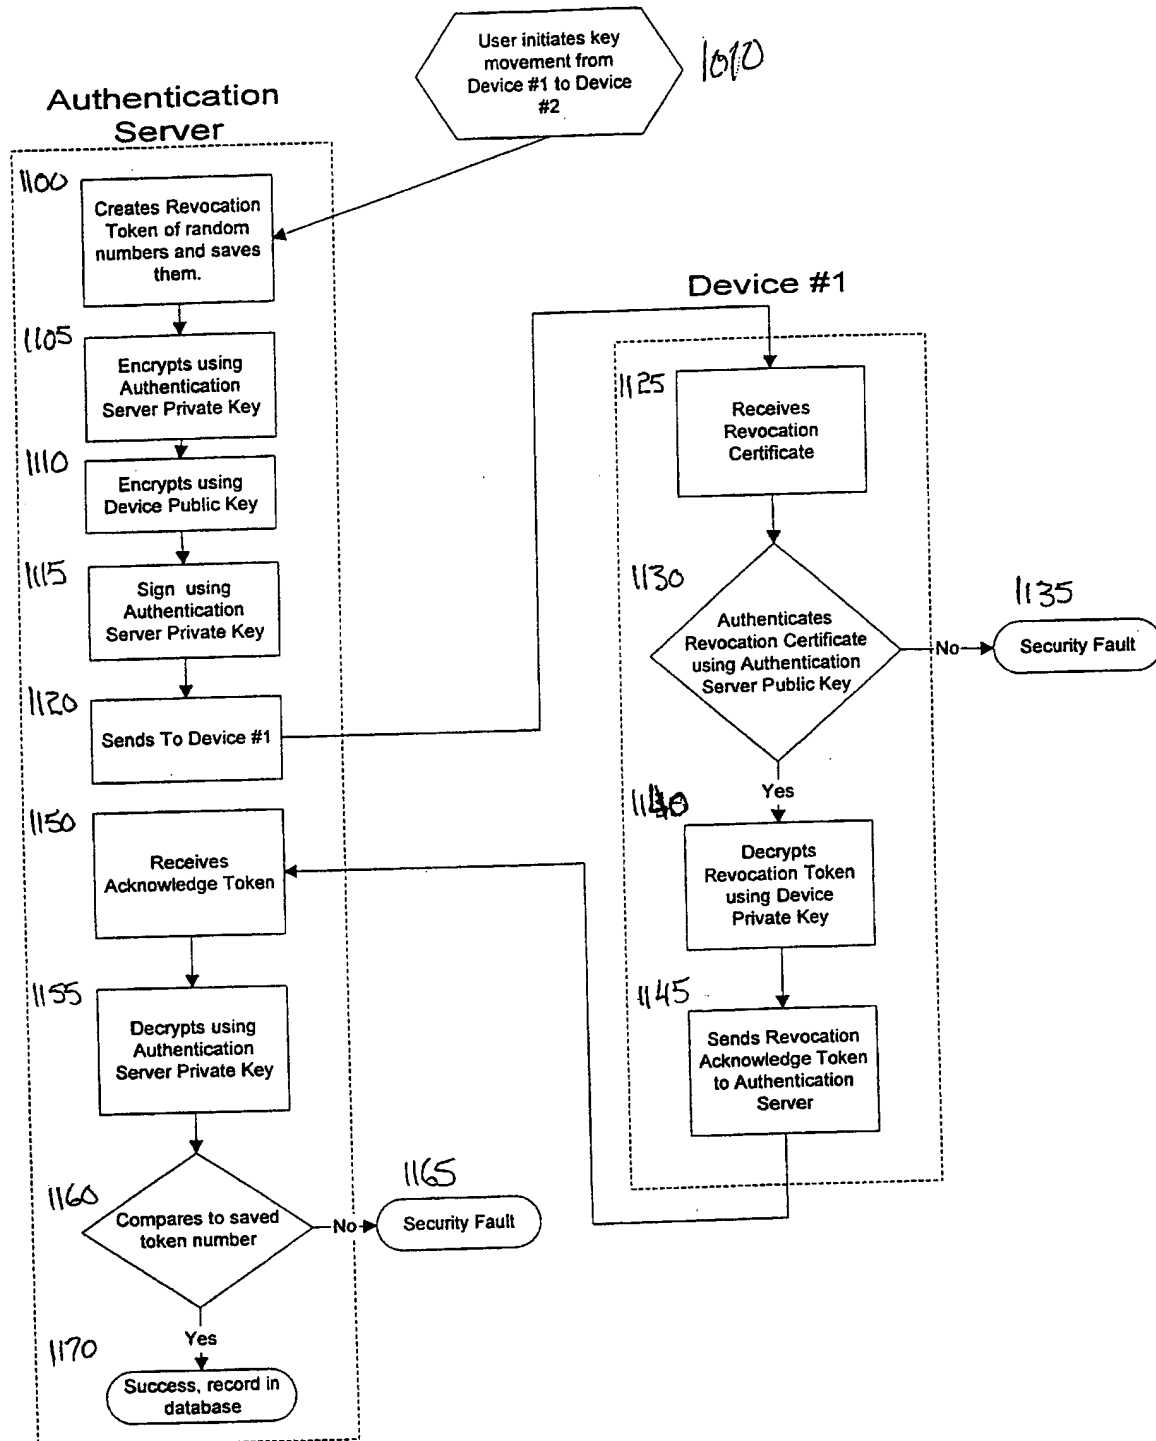 User initiates key
movement from
Device #1 to Device
#2
1010
Authentication
Server
1100
Creates Revocation
Token of random
numbers and saves
them.
1105
Encrypts using
Authentication
Server Private Key
1110
Encrypts using
Device Public Key
1115
Sign using
Authentication
Server Private Key
1120
Sends To Device #1
Device #1
1125
Receives
Revocation
Certificate
1130
Authenticates
Revocation Certificate
using Authentication
Server Public Key
No
1135
Security Fault
Yes
1140
Decrypts
Revocation Token
using Device
Private Key
1145
Sends Revocation
Acknowledge Token
to Authentication
Server
1150
Receives
Acknowledge Token
1155
Decrypts using
Authentication
Server Private Key
1160
Compares to saved
token number
No
1165
Security Fault
Yes
1170
Success, record in
database